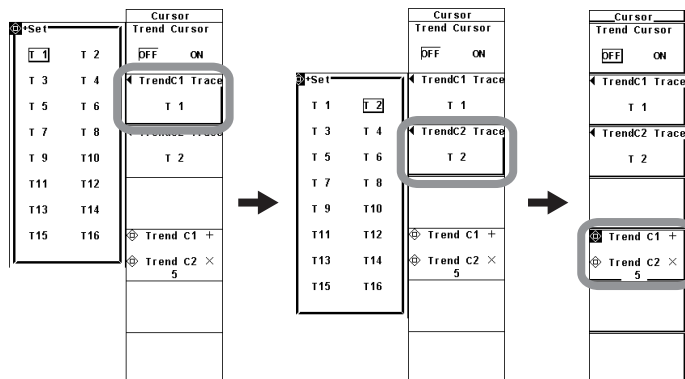 Cursor
Trend Cursor
OFF ON
TrendC1 Trace
T 1
T 2
Trend C1 +
Trend C2 ×
5
+Set
T 1 T 2
T 3 T 4
T 5 T 6
T 7 T 8
T 9 T10
T11 T12
T13 T14
T15 T16
Cursor
Trend Cursor
OFF ON
TrendC1 Trace
T 1
TrendC2 Trace
T 2
Trend C1 +
Trend C2 ×
5
+Set
T 1 T 2
T 3 T 4
T 5 T 6
T 7 T 8
T 9 T10
T11 T12
T13 T14
T15 T16
Cursor
Trend Cursor
OFF ON
TrendC1 Trace
T 1
TrendC2 Trace
T 2
Trend C1 +
Trend C2 ×
5